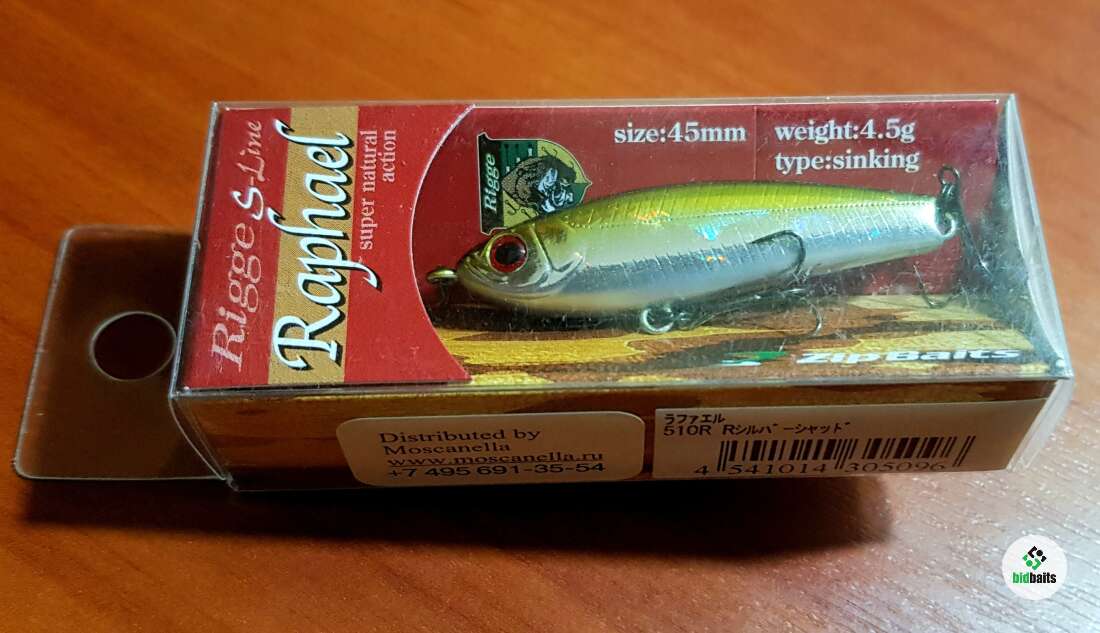 Rigge S-Line
Raphael
super natural
action
Rigge
size:45mm
weight:4.5g
type:sinking
ZipBaits
Distributed by
Moscanella
www.moscanella.ru
+7 495 691-35-54
ラファエル
510R Rシルバーシャッド
4 541014 305096
bidbaits